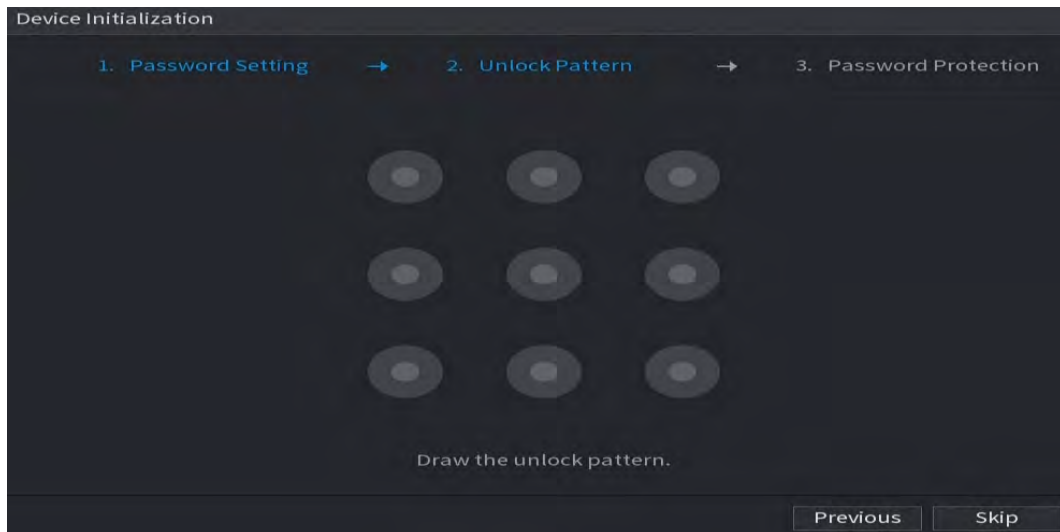 Device Initialization
1. Password Setting → 2. Unlock Pattern → 3. Password Protection
Draw the unlock pattern.
Previous Skip